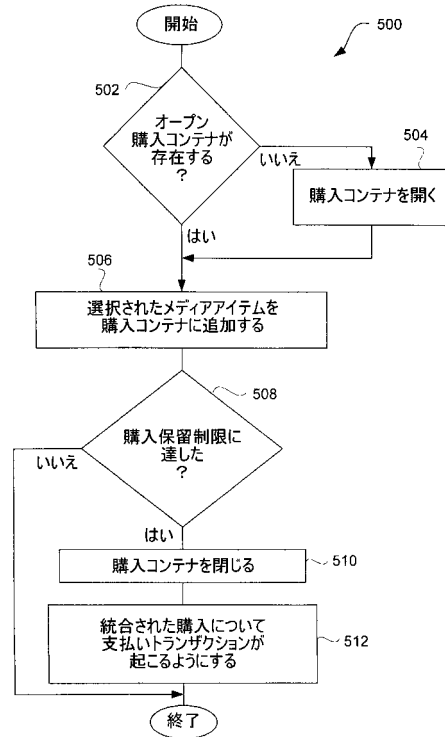 開始
500
502
オープン
購入コンテナが
存在する
?
いいえ
504
購入コンテナを開く
はい
506
選択されたメディアアイテムを
購入コンテナに追加する
508
購入保留制限に
達した
?
いいえ
はい
購入コンテナを閉じる
510
統合された購入について
支払いトランザクションが
起こるようにする
512
終了